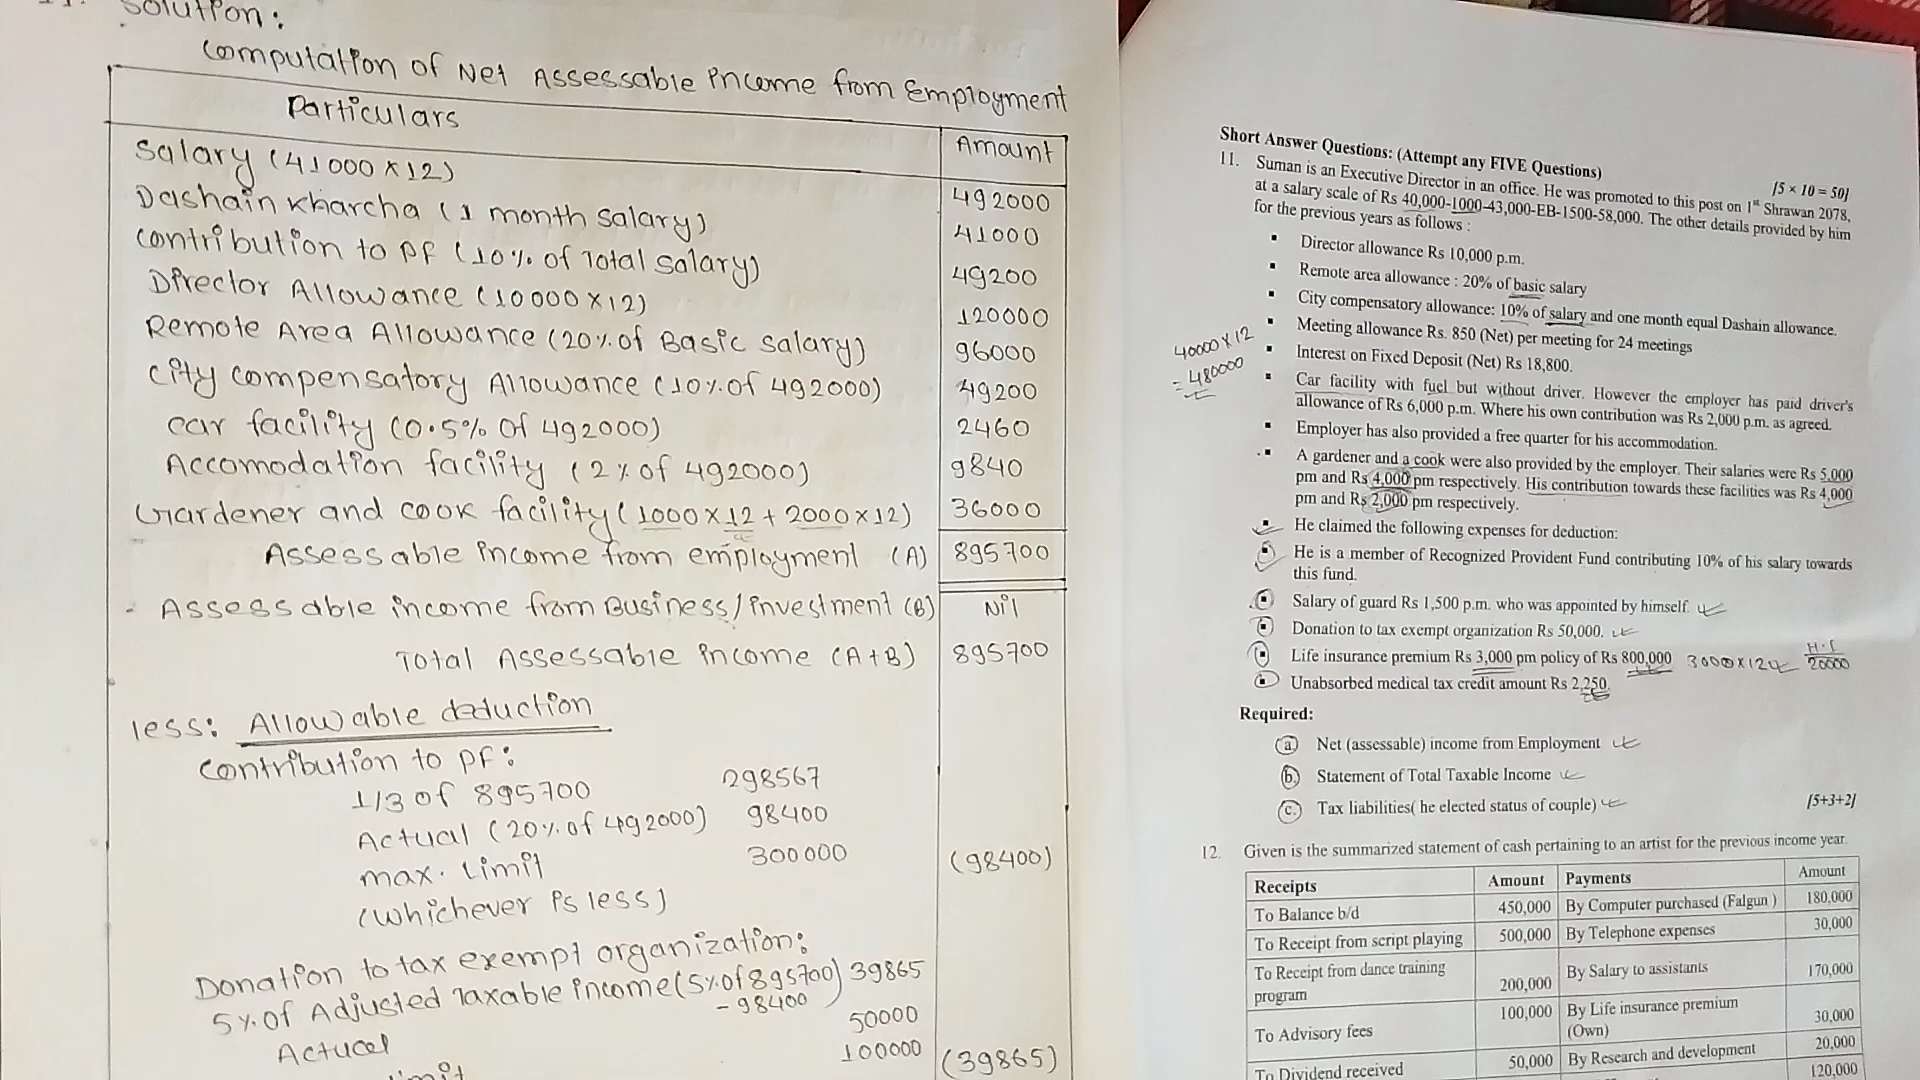 Solution:
Computation of Net Assessable Income from Employment
Particulars
Amount
Salary (41000 x 12)
492000
Dashain kharcha (1 month salary)
41000
Contribution to PF (10% of Total salary)
49200
Director Allowance (10000 x 12)
120000
Remote Area Allowance (20% of Basic salary)
96000
City compensatory Allowance (10% of 492000)
49200
car facility (0.5% of 492000)
2460
Accomodation facility (2% of 492000)
9840
Gardener and cook facility (1000 x 12 + 2000 x 12)
36000
Assessable income from employment (A)
895700
Assessable income from Business/investment (B)
Nil
Total Assessable Income (A+B)
895700
less: Allowable deduction
Contribution to PF:
1/3 of 895700 298567
Actual (20% of 492000) 98400
max. Limit 300000
(98400)
(whichever is less)
Donation to tax exempt organization:
5% of Adjusted Taxable income (5% of 895700 - 98400) 39865
Actucel 50000
100000
(39865)
Short Answer Questions: (Attempt any FIVE Questions)
[5 × 10 = 50]
11. Suman is an Executive Director in an office. He was promoted to this post on 1st Shrawan 2078,
at a salary scale of Rs 40,000-1000-43,000-EB-1500-58,000. The other details provided by him
for the previous years as follows :
▪ Director allowance Rs 10,000 p.m.
▪ Remote area allowance : 20% of basic salary
▪ City compensatory allowance: 10% of salary and one month equal Dashain allowance.
▪ Meeting allowance Rs. 850 (Net) per meeting for 24 meetings
40000 x 12
= 480000
▪ Interest on Fixed Deposit (Net) Rs 18,800.
▪ Car facility with fuel but without driver. However the employer has paid driver's
allowance of Rs 6,000 p.m. Where his own contribution was Rs 2,000 p.m. as agreed.
▪ Employer has also provided a free quarter for his accommodation.
▪ A gardener and a cook were also provided by the employer. Their salaries were Rs 5,000
pm and Rs 4,000 pm respectively. His contribution towards these facilities was Rs 4,000
pm and Rs 2,000 pm respectively.
▪ He claimed the following expenses for deduction:
▪ He is a member of Recognized Provident Fund contributing 10% of his salary towards
this fund.
▪ Salary of guard Rs 1,500 p.m. who was appointed by himself.
▪ Donation to tax exempt organization Rs 50,000.
▪ Life insurance premium Rs 3,000 pm policy of Rs 800,000 3000 x 12
H.I
20000
▪ Unabsorbed medical tax credit amount Rs 2,250.
Required:
a) Net (assessable) income from Employment
b) Statement of Total Taxable Income
c. Tax liabilities( he elected status of couple)
[5+3+2]
12. Given is the summarized statement of cash pertaining to an artist for the previous income year.
Receipts Amount Payments Amount
To Balance b/d 450,000 By Computer purchased (Falgun ) 180,000
To Receipt from script playing 500,000 By Telephone expenses 30,000
To Receipt from dance training program 200,000 By Salary to assistants 170,000
To Advisory fees 100,000 By Life insurance premium (Own) 30,000
To Dividend received 50,000 By Research and development 20,000
120,000